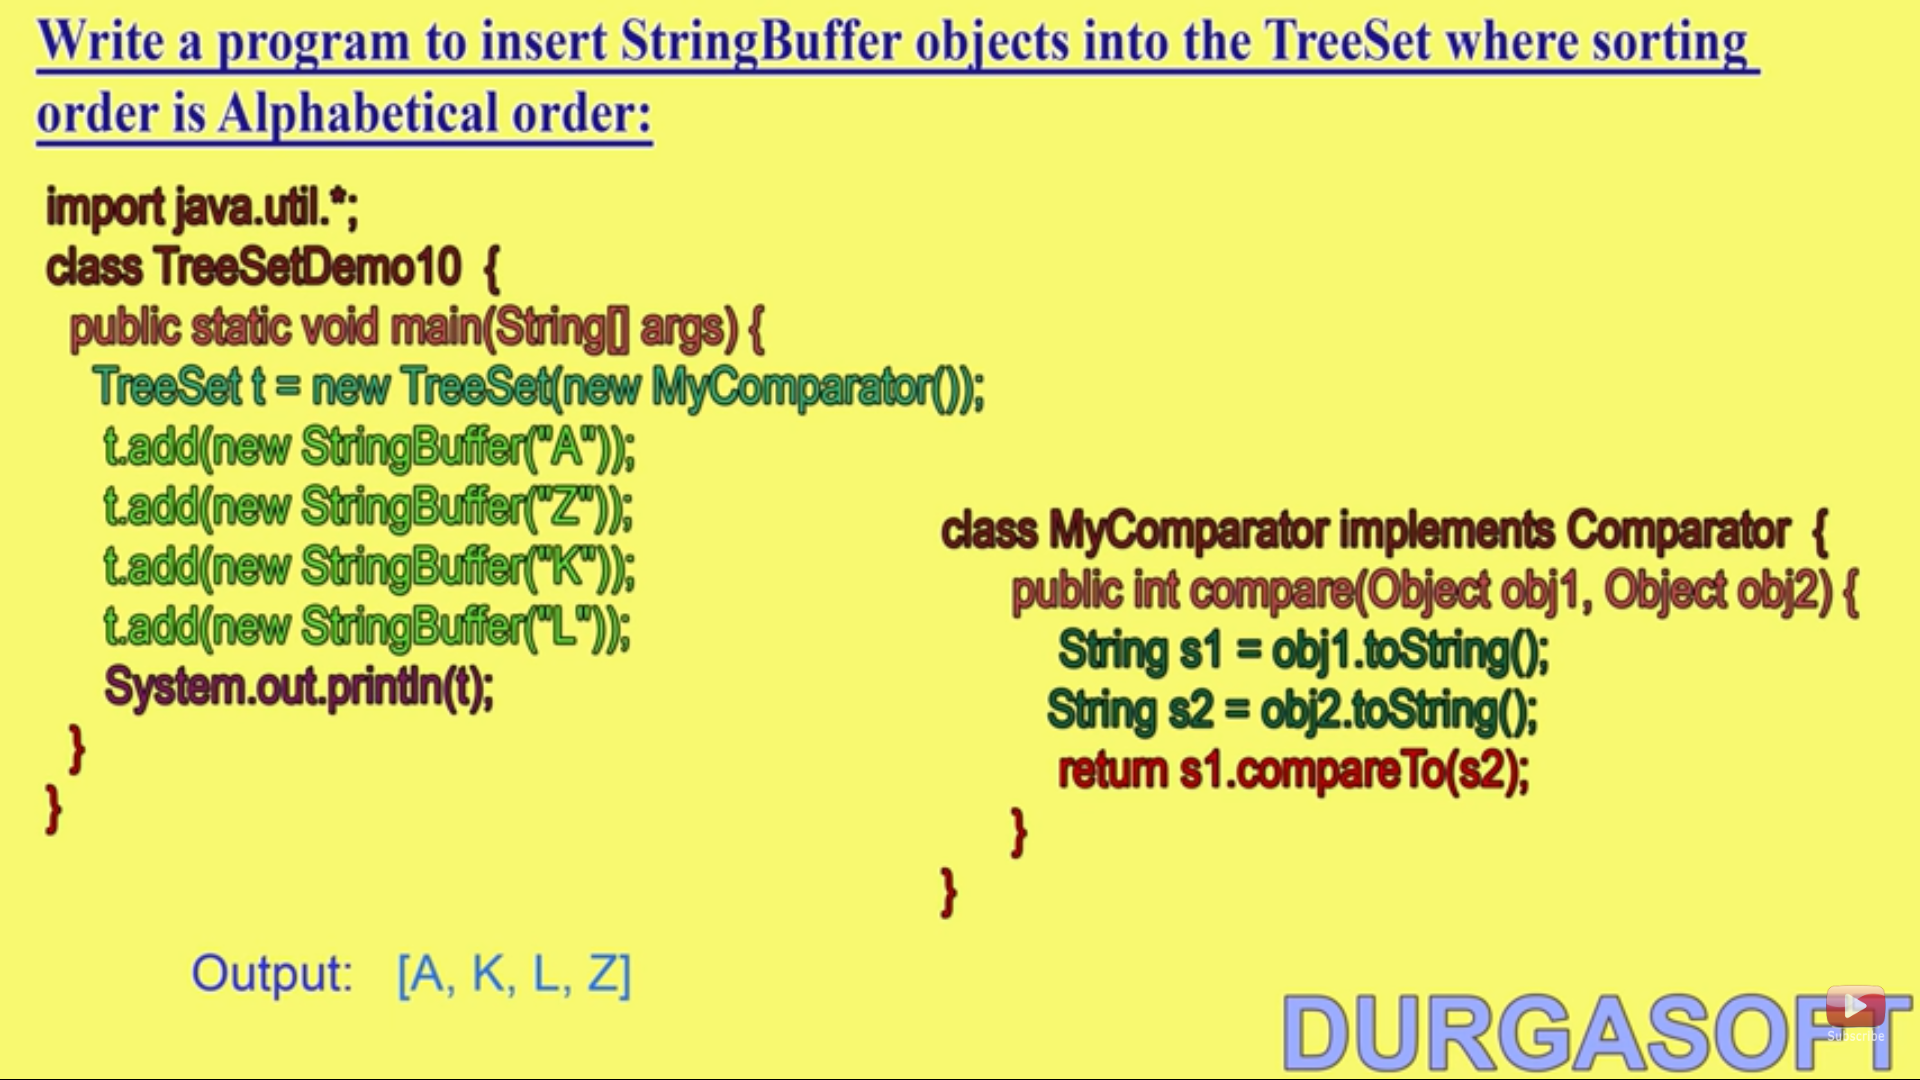 Write a program to insert StringBuffer objects into the TreeSet where sorting
order is Alphabetical order:
import java.util.*;
class TreeSetDemo10 {
public static void main(String[] args) {
TreeSet t = new TreeSet(new MyComparator());
t.add(new StringBuffer("A"));
t.add(new StringBuffer("Z"));
t.add(new StringBuffer("K"));
t.add(new StringBuffer("L"));
System.out.println(t);
}
}
class MyComparator implements Comparator {
public int compare(Object obj1, Object obj2) {
String s1 = obj1.toString();
String s2 = obj2.toString();
return s1.compareTo(s2);
}
}
Output: [A, K, L, Z]
DURGASOFT
Subscribe